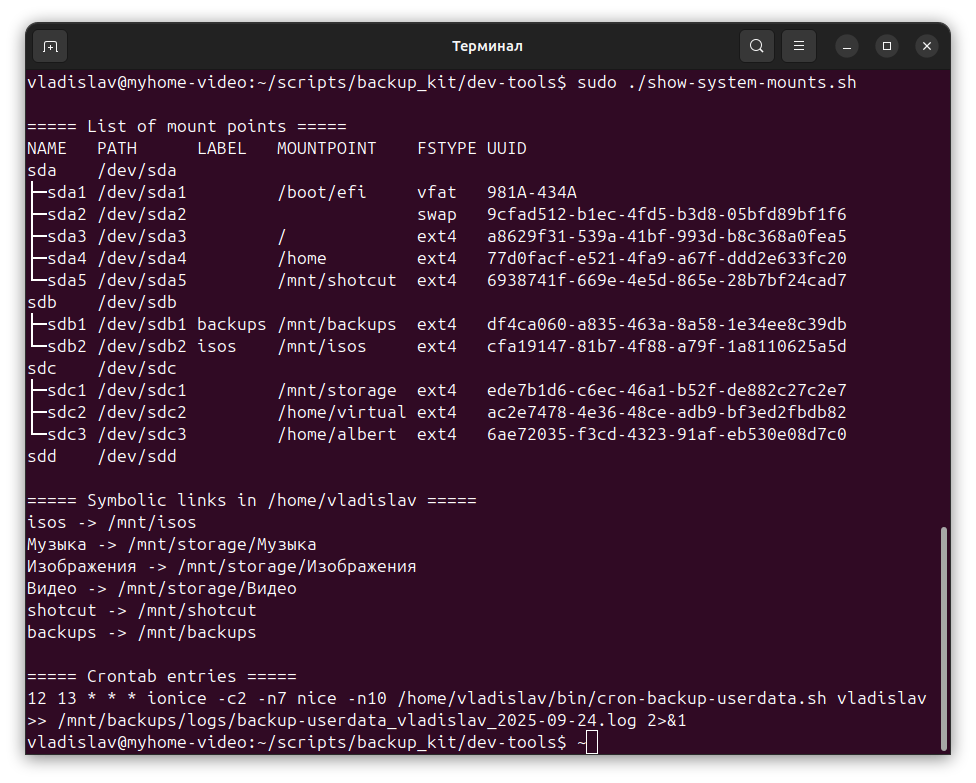 Терминал
vladislav@myhome-video:~/scripts/backup_kit/dev-tools$ sudo ./show-system-mounts.sh
===== List of mount points =====
NAME   PATH      LABEL   MOUNTPOINT    FSTYPE UUID
sda    /dev/sda
├─sda1 /dev/sda1         /boot/efi     vfat   981A-434A
├─sda2 /dev/sda2                       swap   9cfad512-b1ec-4fd5-b3d8-05bfd89bf1f6
├─sda3 /dev/sda3         /             ext4   a8629f31-539a-41bf-993d-b8c368a0fea5
├─sda4 /dev/sda4         /home         ext4   77d0facf-e521-4fa9-a67f-ddd2e633fc20
└─sda5 /dev/sda5         /mnt/shotcut  ext4   6938741f-669e-4e5d-865e-28b7bf24cad7
sdb    /dev/sdb
├─sdb1 /dev/sdb1 backups /mnt/backups  ext4   df4ca060-a835-463a-8a58-1e34ee8c39db
└─sdb2 /dev/sdb2 isos    /mnt/isos     ext4   cfa19147-81b7-4f88-a79f-1a8110625a5d
sdc    /dev/sdc
├─sdc1 /dev/sdc1         /mnt/storage  ext4   ede7b1d6-c6ec-46a1-b52f-de882c27c2e7
├─sdc2 /dev/sdc2         /home/virtual ext4   ac2e7478-4e36-48ce-adb9-bf3ed2fbdb82
└─sdc3 /dev/sdc3         /home/albert  ext4   6ae72035-f3cd-4323-91af-eb530e08d7c0
sdd    /dev/sdd
===== Symbolic links in /home/vladislav =====
isos -> /mnt/isos
Музыка -> /mnt/storage/Музыка
Изображения -> /mnt/storage/Изображения
Видео -> /mnt/storage/Видео
shotcut -> /mnt/shotcut
backups -> /mnt/backups
===== Crontab entries =====
12 13 * * * ionice -c2 -n7 nice -n10 /home/vladislav/bin/cron-backup-userdata.sh vladislav
>> /mnt/backups/logs/backup-userdata_vladislav_2025-09-24.log 2>&1
vladislav@myhome-video:~/scripts/backup_kit/dev-tools$ ~